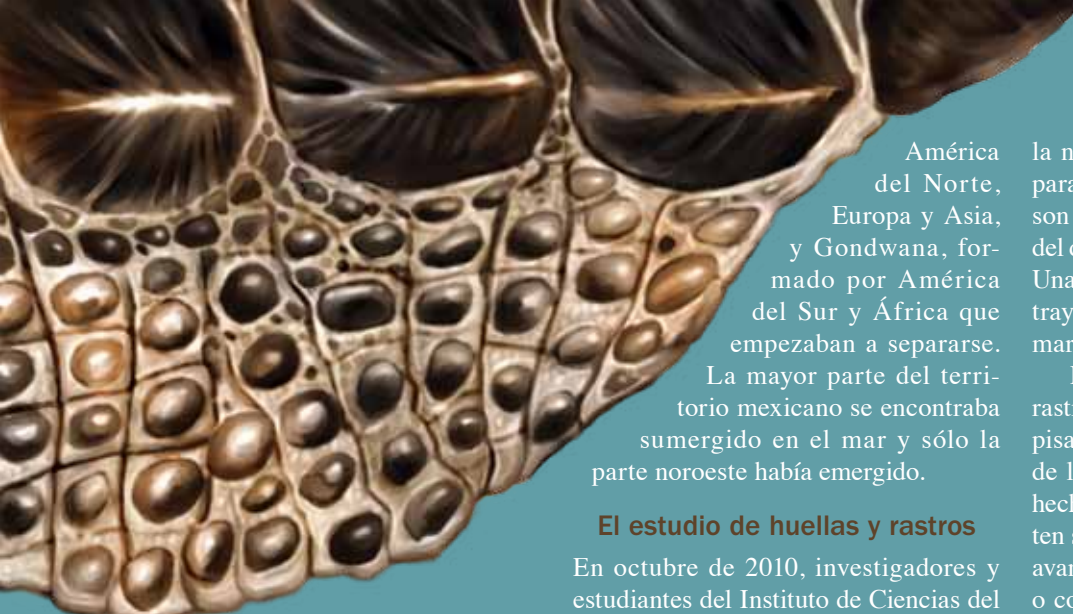 América
del Norte,
Europa y Asia,
y Gondwana, for-
mado por América
del Sur y África que
empezaban a separarse.
La mayor parte del terri-
torio mexicano se encontraba
sumergido en el mar y sólo la
parte noroeste había emergido.
El estudio de huellas y rastros
En octubre de 2010, investigadores y
estudiantes del Instituto de Ciencias del
la
para
son
del
Una
tray
mar
rast
pisa
de
hech
ten
avan
o